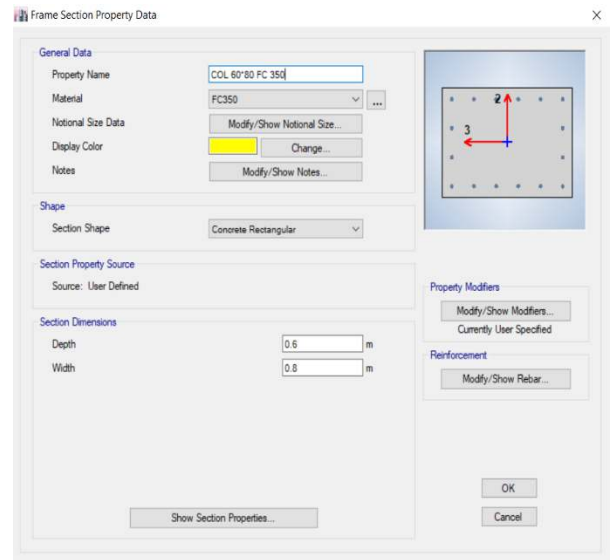 Frame Section Property Data
General Data
Property Name COL 60*80 FC 350
Material FC350 ...
Notional Size Data Modify/Show Notional Size...
Display Color Change...
Notes Modify/Show Notes...
Shape
Section Shape Concrete Rectangular
Section Property Source
Source: User Defined
Section Dimensions
Depth 0.6 m
Width 0.8 m
Show Section Properties...
2
3
Property Modifiers
Modify/Show Modifiers...
Currently User Specified
Reinforcement
Modify/Show Rebar...
OK
Cancel